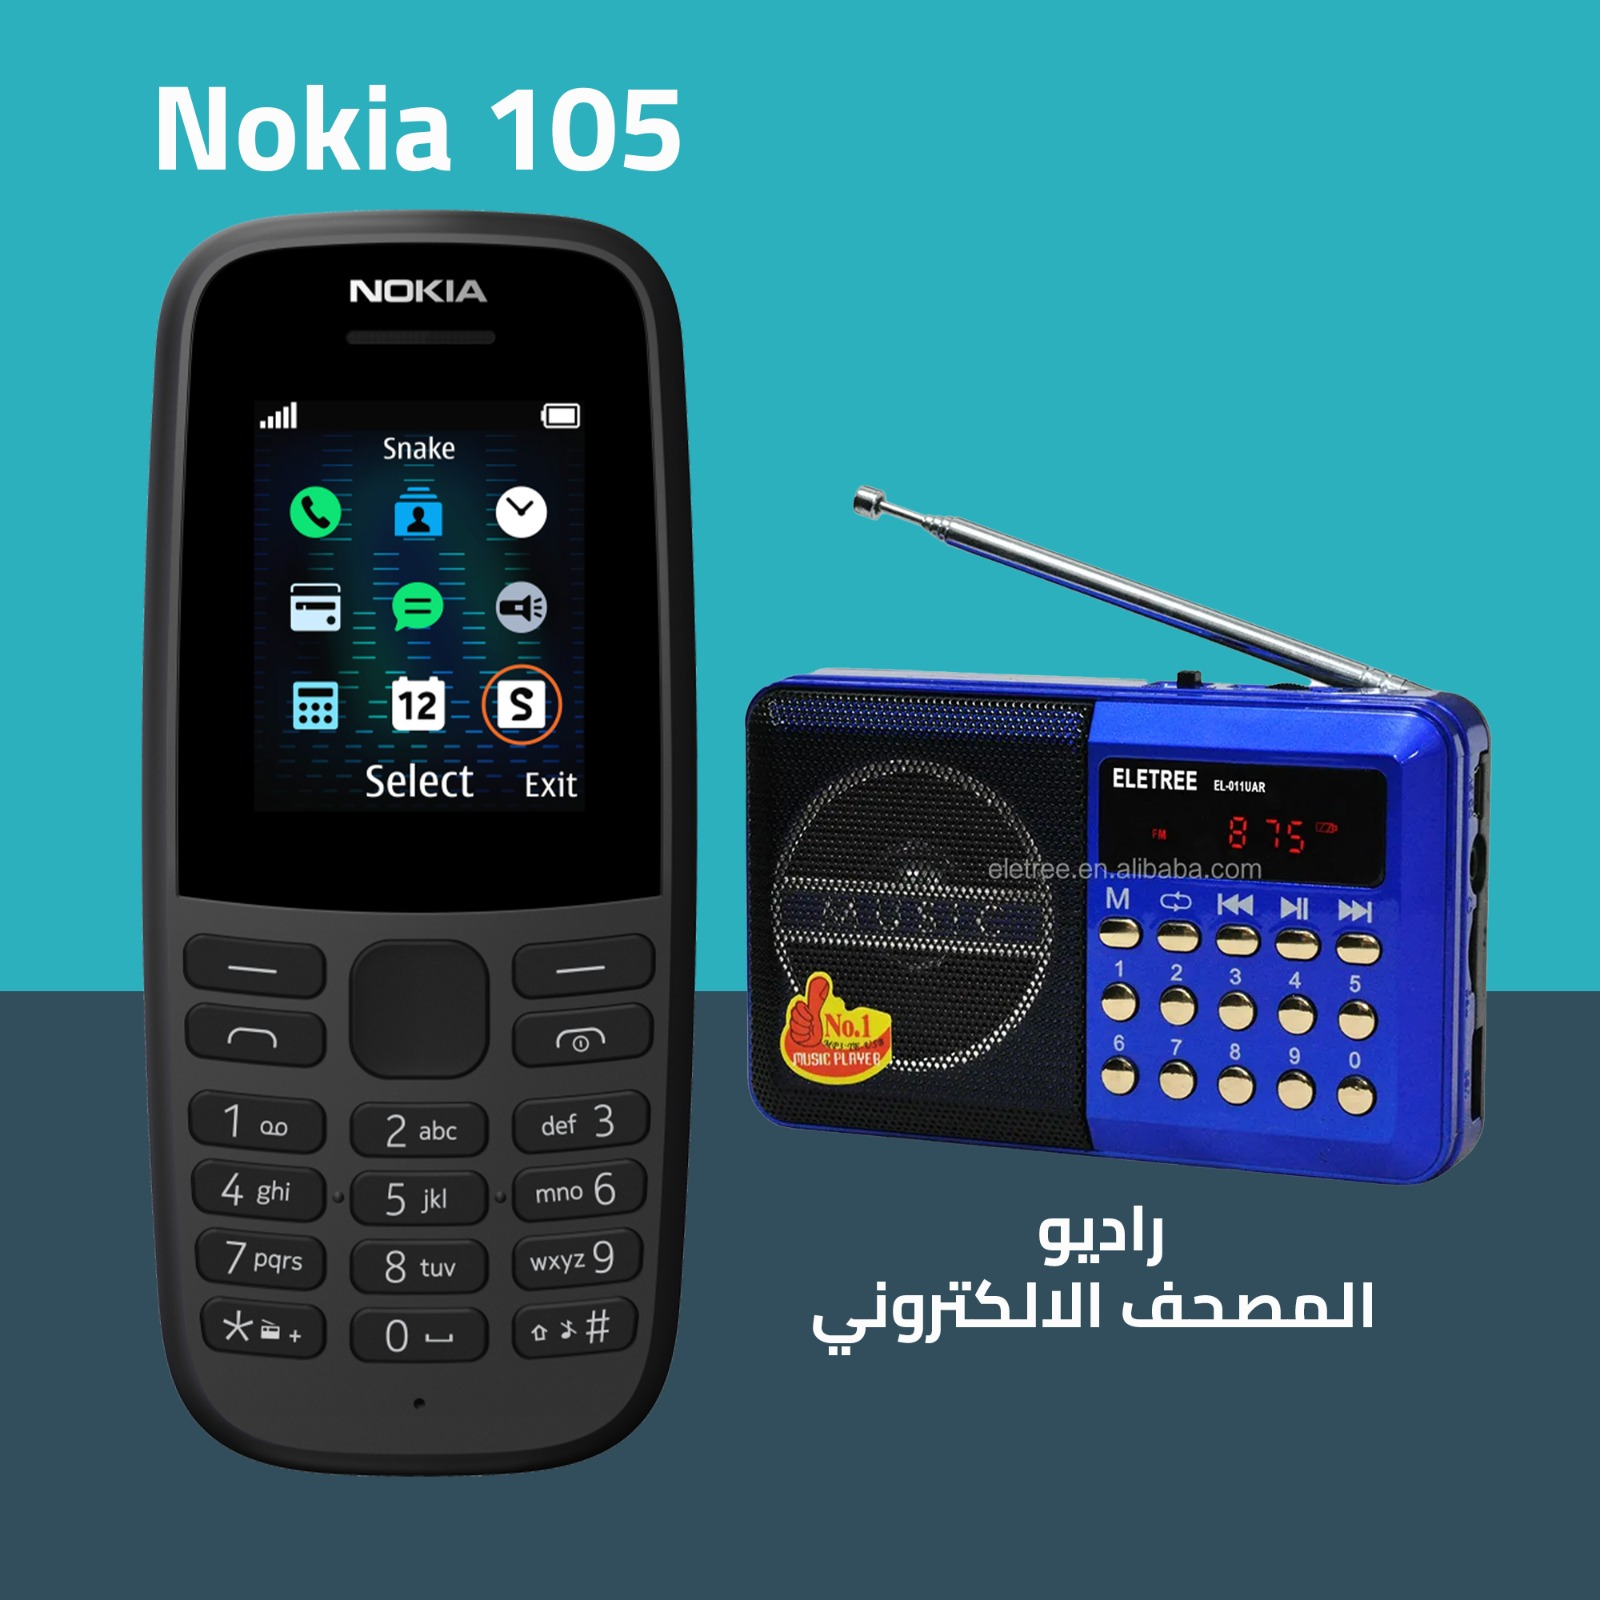 Nokia 105
NOKIA
Snake
12
S
Select
Exit
1
2 abc
def 3
4 ghi
5 jkl
mno 6
7 pqrs
8 tuv
wxyz 9
* +
0
#
ELETREE EL-011UAR
FM 875
eletree.en.alibaba.com
M
1 2 3 4 5
6 7 8 9 0
MUSIC
No.1
MUSIC PLAYER
راديو
المصحف الالكتروني